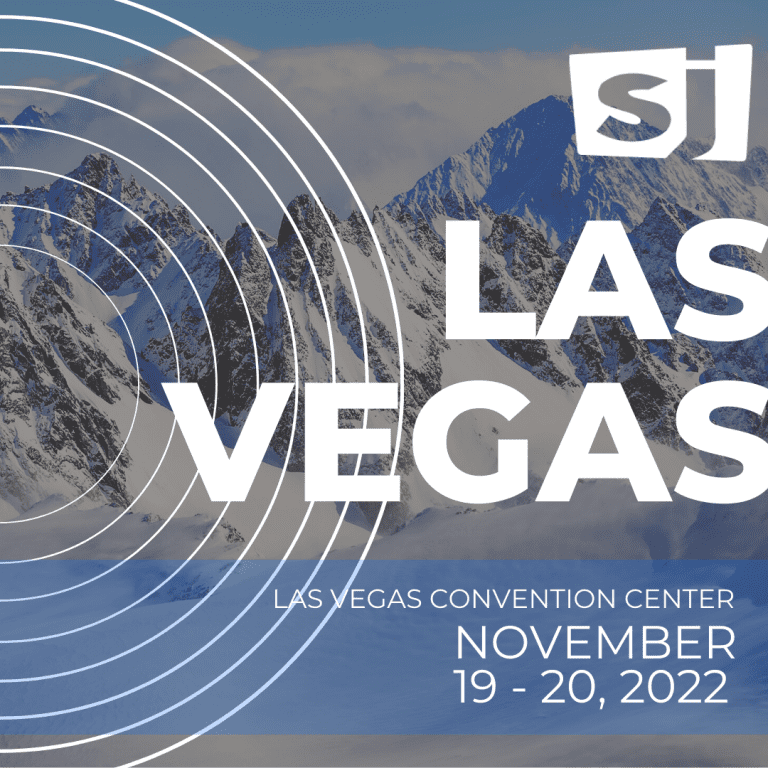 sj
LAS
VEGAS
LAS VEGAS CONVENTION CENTER
NOVEMBER
19 - 20, 2022